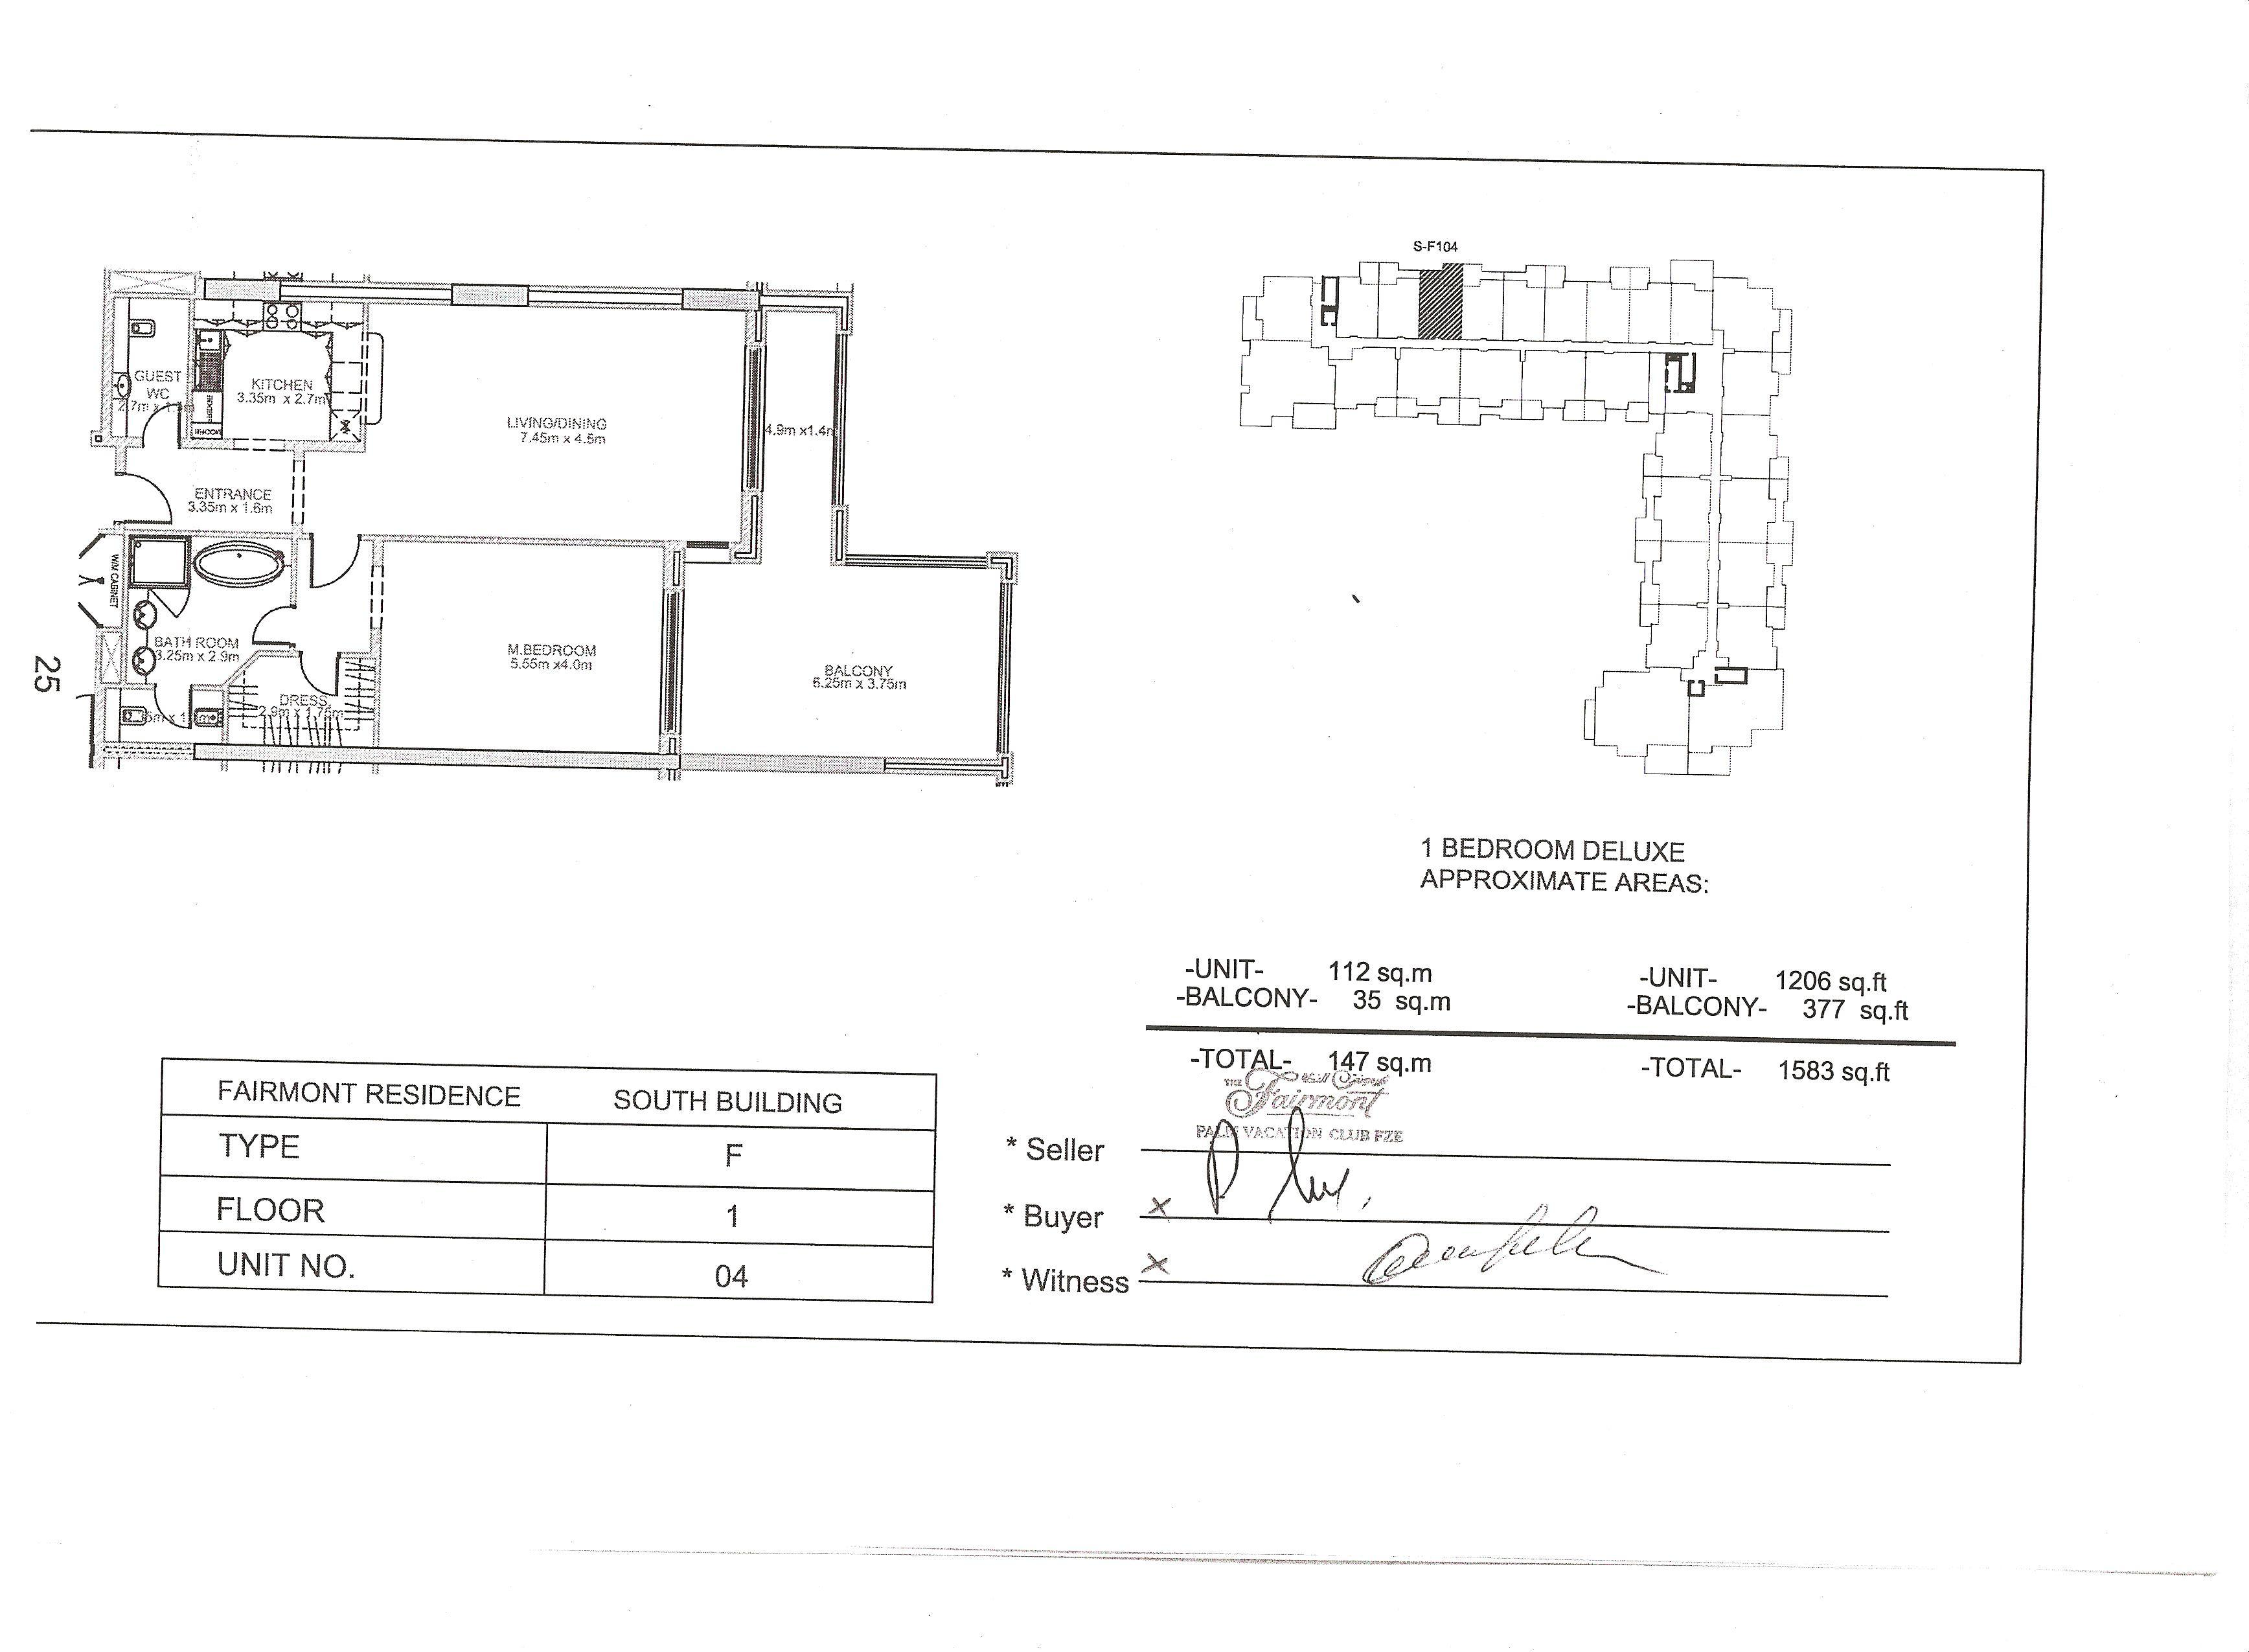 S-F104
GUEST
WC
KITCHEN
3.35m x 2.7m
LIVING/DINING
7.45m x 4.5m
4.9m x1.4m
ENTRANCE
3.35m x 1.6m
W/M CABINET
BATH ROOM
3.25m x 2.9m
M.BEDROOM
5.55m x4.0m
BALCONY
6.25m x 3.75m
DRESS.
2.9m x 1.75m
25
1 BEDROOM DELUXE
APPROXIMATE AREAS:
-UNIT- 112 sq.m -UNIT- 1206 sq.ft
-BALCONY- 35 sq.m -BALCONY- 377 sq.ft
-TOTAL- 147 sq.m -TOTAL- 1583 sq.ft
THE
Fairmont
PALM VACATION CLUB FZE
FAIRMONT RESIDENCE SOUTH BUILDING
TYPE F
FLOOR 1
UNIT NO. 04
* Seller
* Buyer x
* Witness x